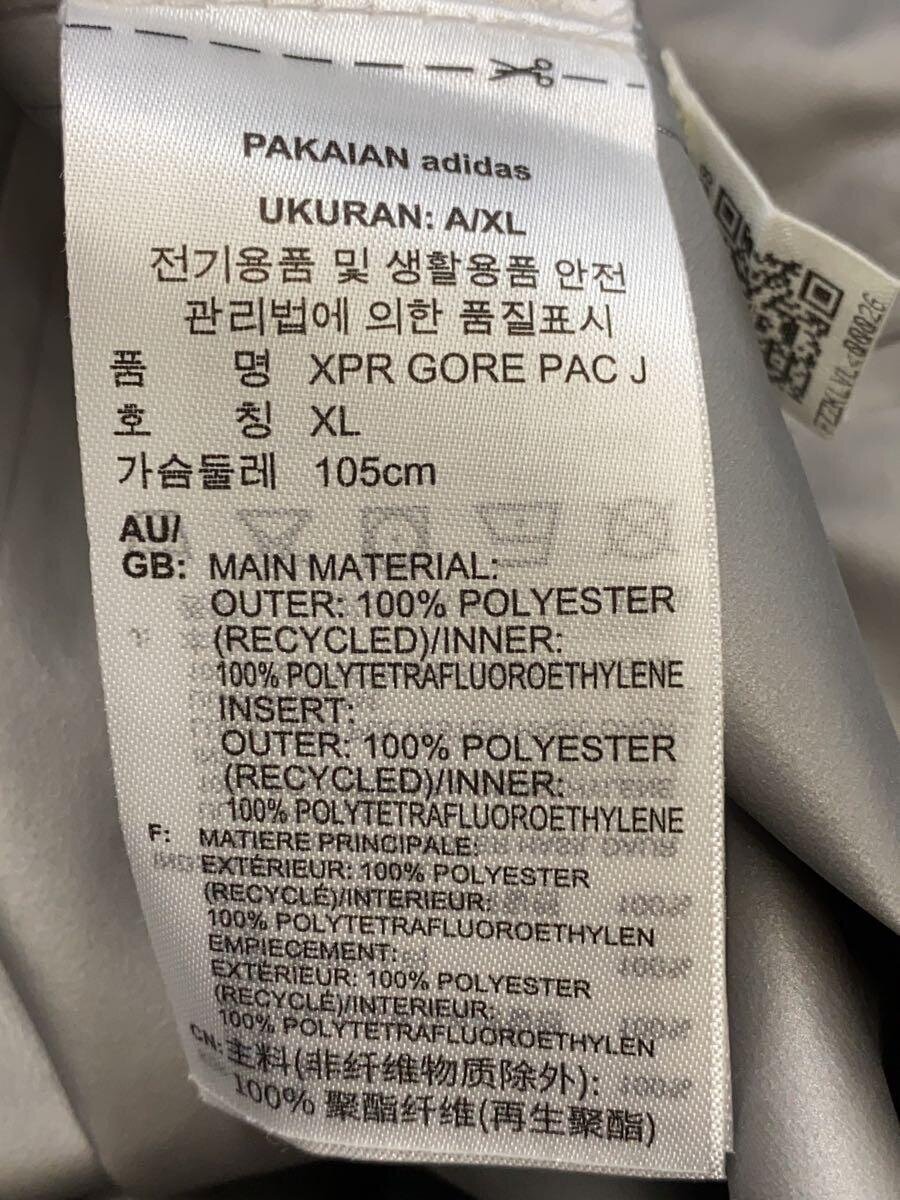 PAKAIAN adidas
UKURAN: A/XL
전기용품 및 생활용품 안전
관리법에 의한 품질표시
품 명 XPR GORE PAC J
호 칭 XL
가슴둘레 105cm
AU/
GB: MAIN MATERIAL:
OUTER: 100% POLYESTER
(RECYCLED)/INNER:
100% POLYTETRAFLUOROETHYLENE
INSERT:
OUTER: 100% POLYESTER
(RECYCLED)/INNER:
100% POLYTETRAFLUOROETHYLENE
F: MATIERE PRINCIPALE:
EXTÉRIEUR: 100% POLYESTER
(RECYCLÉ)/INTERIEUR:
100% POLYTETRAFLUOROETHYLEN
EMPIECEMENT:
EXTÉRIEUR: 100% POLYESTER
(RECYCLÉ)/INTERIEUR:
100% POLYTETRAFLUOROETHYLEN
CN: 主料(非纤维物质除外):
100% 聚酯纤维(再生聚酯)